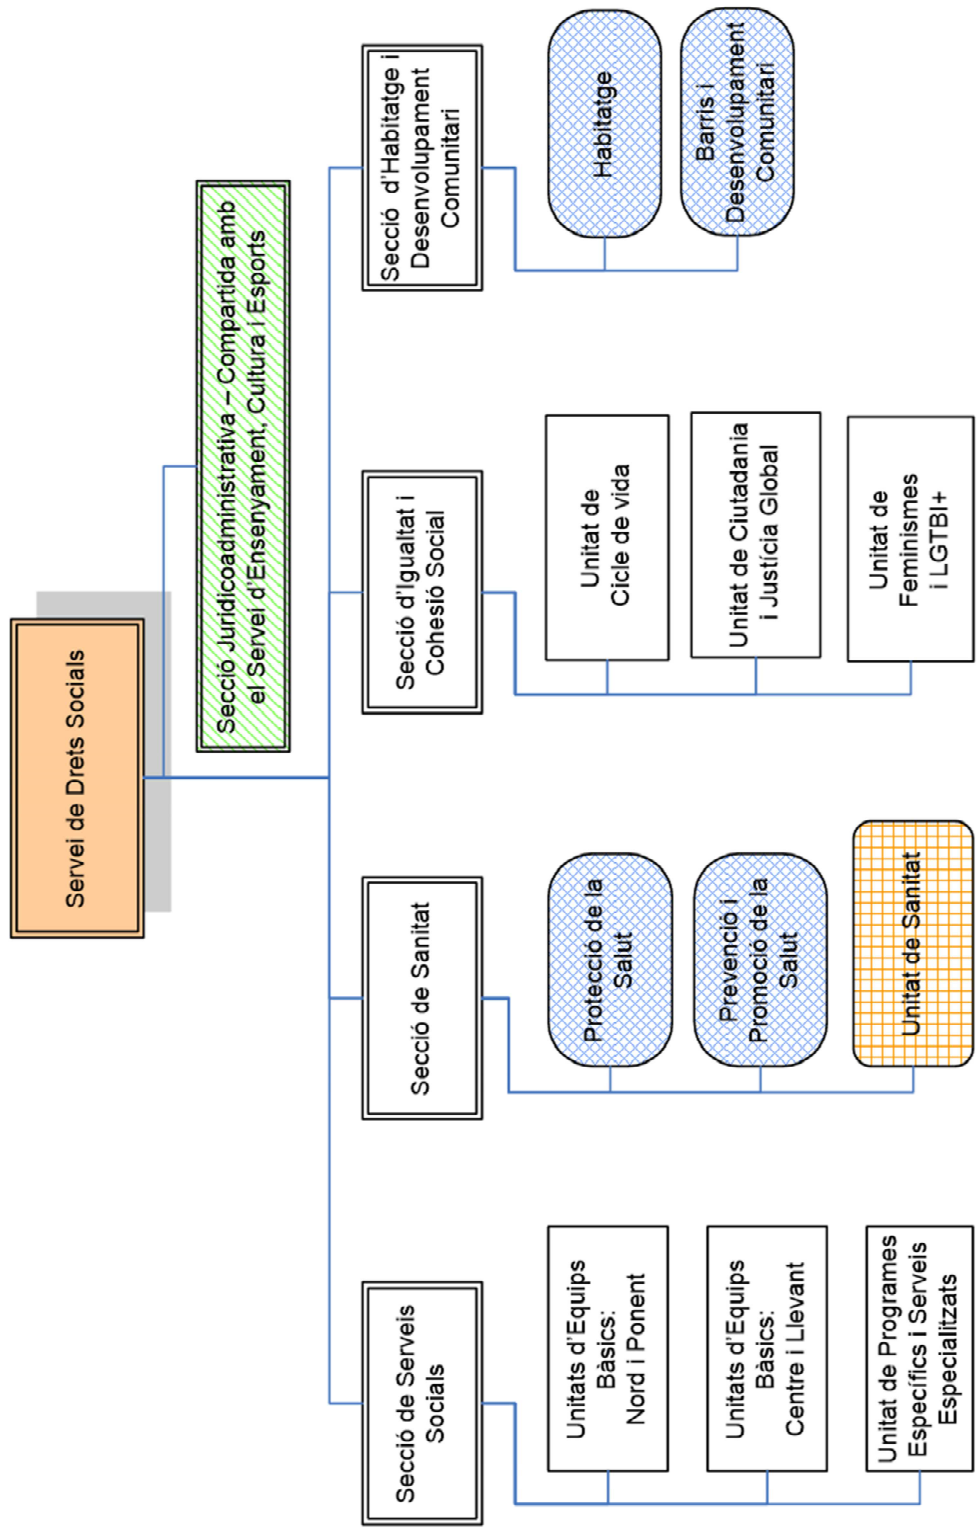 Servei de Drets Socials
Secció Juridicoadministrativa – Compartida amb
el Servei d'Ensenyament, Cultura i Esports
Secció de Serveis
Socials
Unitats d'Equips
Bàsics:
Nord i Ponent
Unitats d'Equips
Bàsics:
Centre i Llevant
Unitat de Programes
Específics i Serveis
Especialitzats
Secció de Sanitat
Protecció de la
Salut
Prevenció i
Promoció de la
Salut
Unitat de Sanitat
Secció d'Igualtat i
Cohesió Social
Unitat de
Cicle de vida
Unitat de Ciutadania
i Justícia Global
Unitat de
Feminismes
i LGTBI+
Secció d'Habitatge i
Desenvolupament
Comunitari
Habitatge
Barris i
Desenvolupament
Comunitari